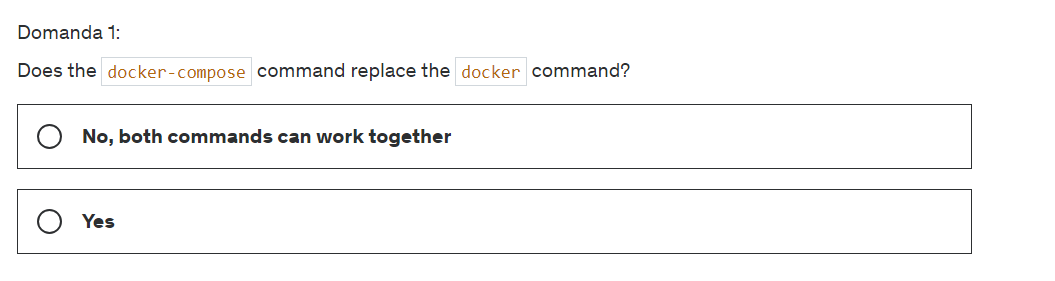 Domanda 1:
Does the docker-compose command replace the docker command?
No, both commands can work together
Yes